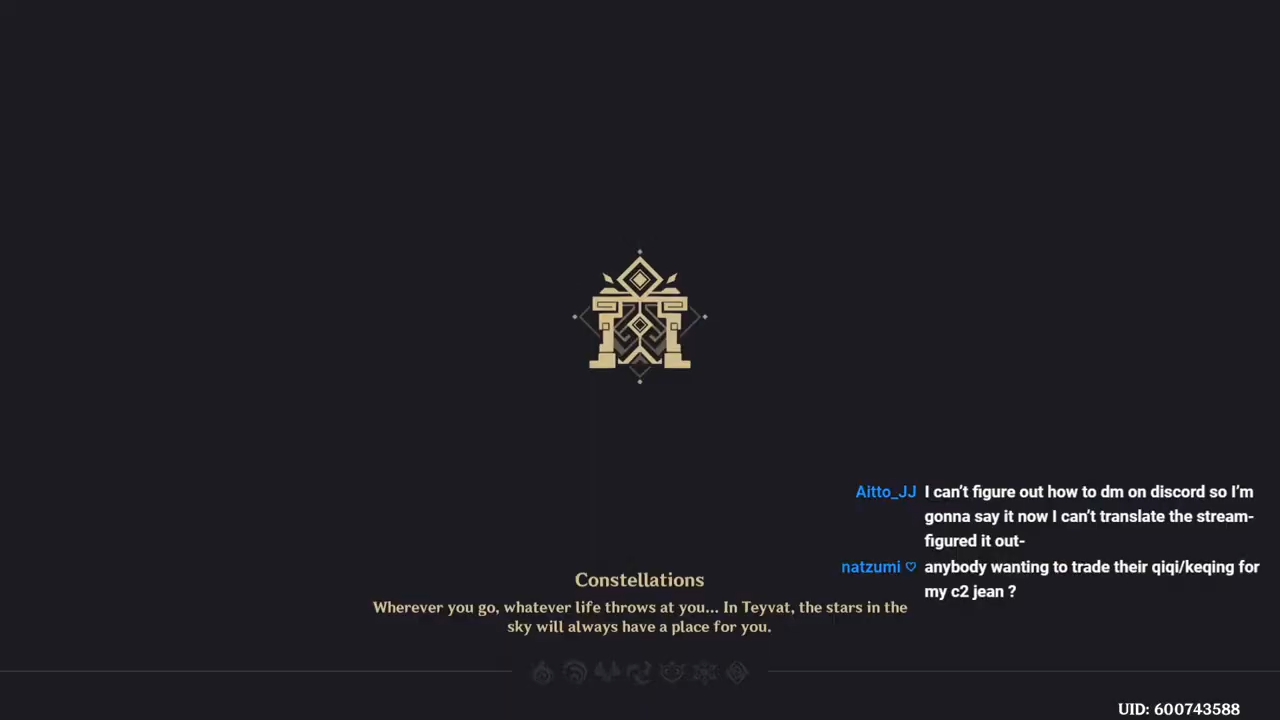 Aitto_JJ I can’t figure out how to dm on discord so I’m
gonna say it now I can’t translate the stream-
figured it out-
natzumi ♡ anybody wanting to trade their qiqi/keqing for
my c2 jean ?
Constellations
Wherever you go, whatever life throws at you... In Teyvat, the stars in the
sky will always have a place for you.
UID: 600743588